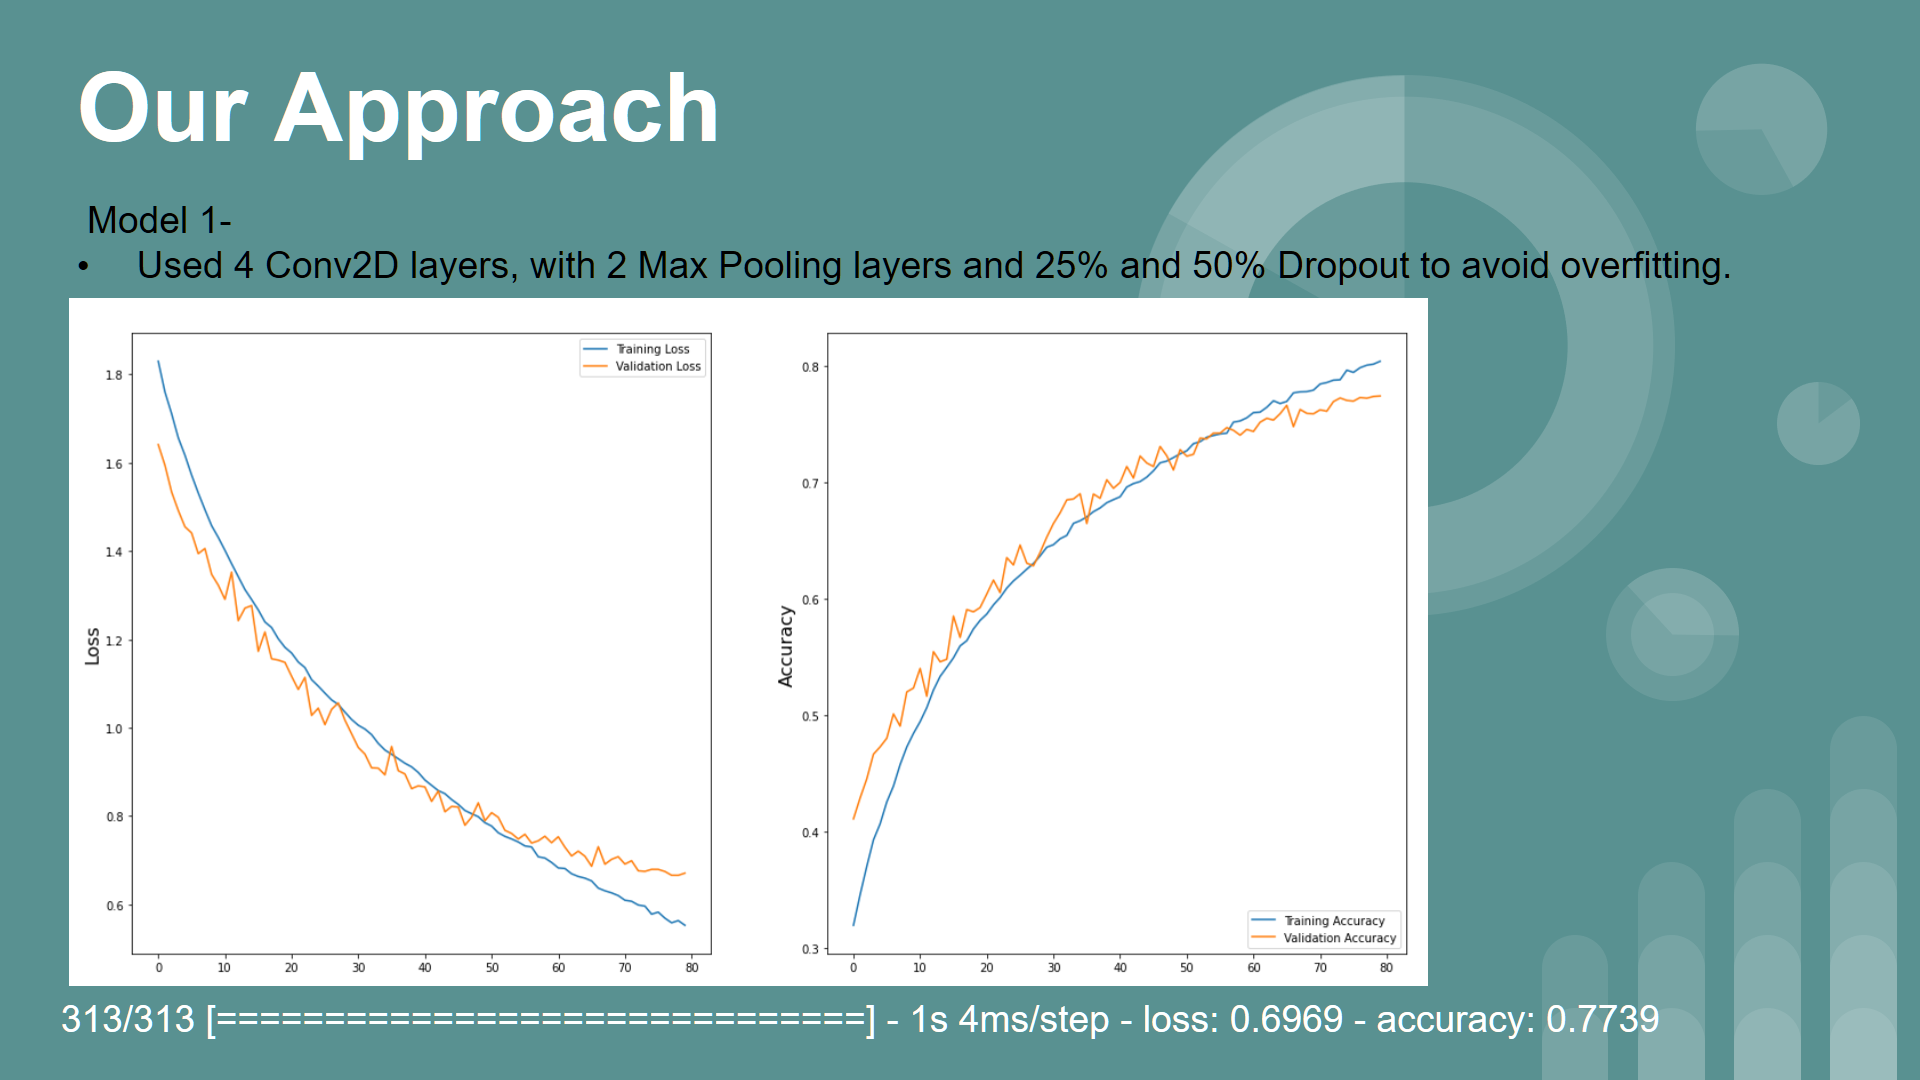 Our Approach
Model 1-
• Used 4 Conv2D layers, with 2 Max Pooling layers and 25% and 50% Dropout to avoid overfitting.
Training Loss
Validation Loss
1.8
1.6
1.4
1.2
1.0
0.8
0.6
Loss
0 10 20 30 40 50 60 70 80
0.8
0.7
0.6
0.5
0.4
0.3
Accuracy
Training Accuracy
Validation Accuracy
0 10 20 30 40 50 60 70 80
313/313 [==============================] - 1s 4ms/step - loss: 0.6969 - accuracy: 0.7739